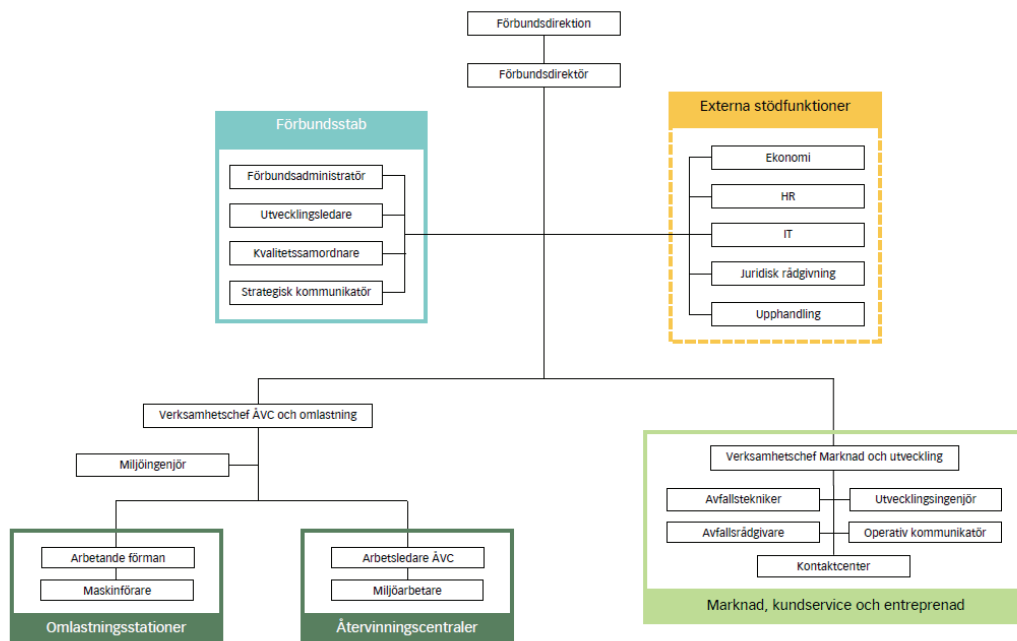 Förbundsdirektion
Förbundsdirektör
Förbundsstab
Förbundsadministratör
Utvecklingsledare
Kvalitetssamordnare
Strategisk kommunikatör
Externa stödfunktioner
Ekonomi
HR
IT
Juridisk rådgivning
Upphandling
Verksamhetschef ÅVC och omlastning
Miljöingenjör
Arbetande förman
Maskinförare
Omlastningsstationer
Arbetsledare ÅVC
Miljöarbetare
Återvinningscentraler
Verksamhetschef Marknad och utveckling
Avfallstekniker
Utvecklingsingenjör
Avfallsrådgivare
Operativ kommunikatör
Kontaktcenter
Marknad, kundservice och entreprenad